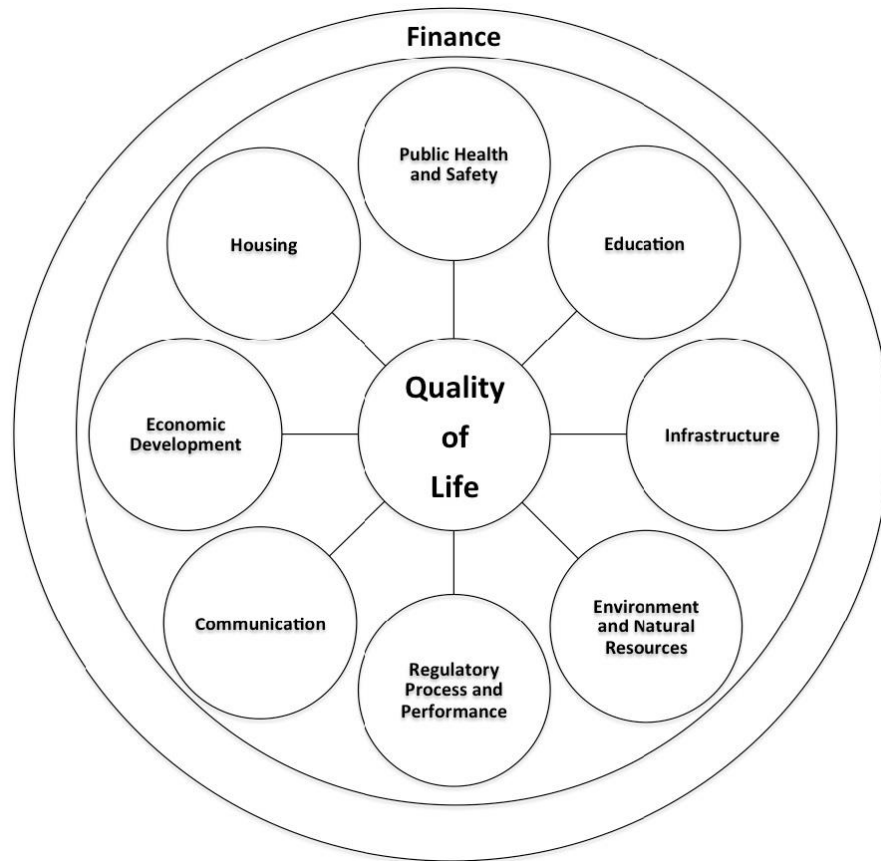 Finance
Public Health
and Safety
Housing
Education
Quality
of
Life
Economic
Development
Infrastructure
Communication
Environment
and Natural
Resources
Regulatory
Process and
Performance